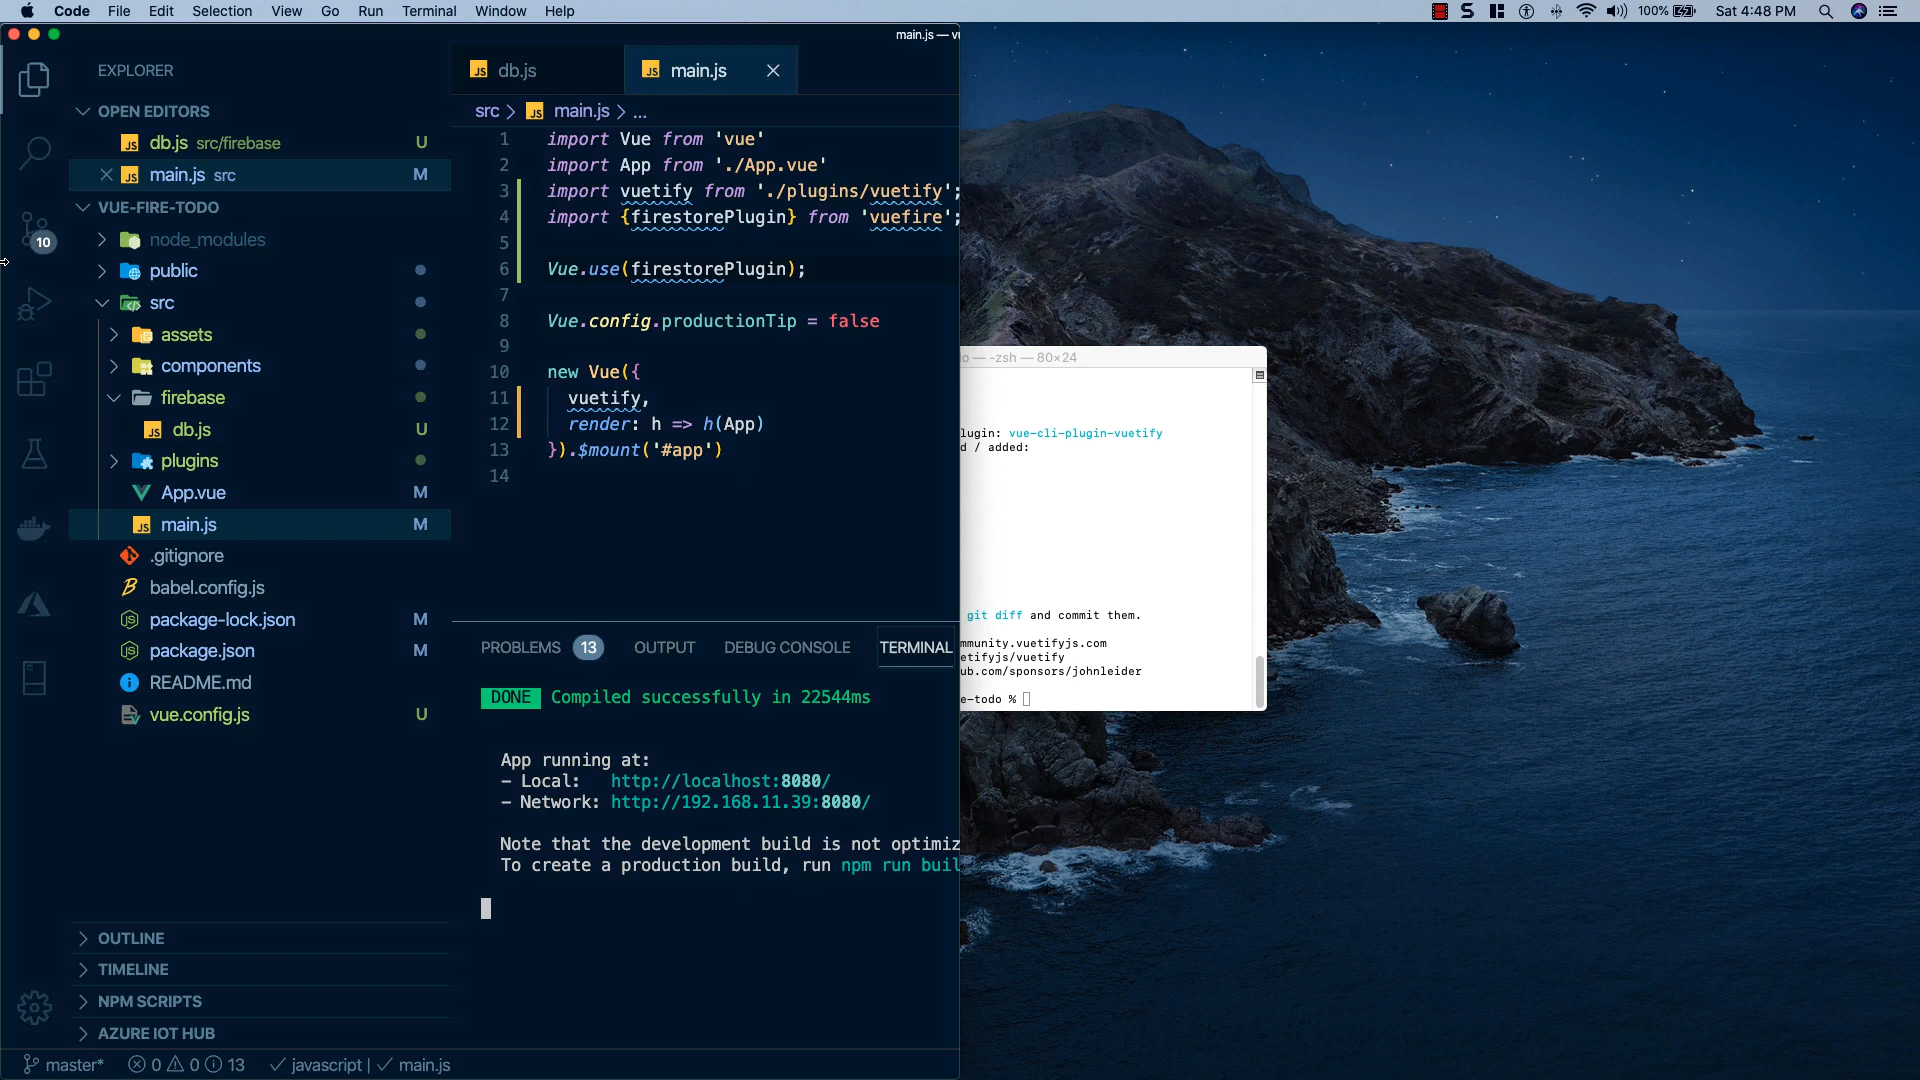 Code File Edit Selection View Go Run Terminal Window Help
100% Sat 4:48 PM
main.js — vu
EXPLORER
OPEN EDITORS
JS db.js src/firebase U
JS main.js src M
VUE-FIRE-TODO
node_modules
public
src
assets
components
firebase
JS db.js U
plugins
App.vue M
JS main.js M
.gitignore
babel.config.js
package-lock.json M
package.json M
README.md
vue.config.js U
OUTLINE
TIMELINE
NPM SCRIPTS
AZURE IOT HUB
10
JS db.js
JS main.js
src > JS main.js > ...
1 import Vue from 'vue'
2 import App from './App.vue'
3 import vuetify from './plugins/vuetify';
4 import {firestorePlugin} from 'vuefire';
5
6 Vue.use(firestorePlugin);
7
8 Vue.config.productionTip = false
9
10 new Vue({
11 vuetify,
12 render: h => h(App)
13 }).$mount('#app')
14
PROBLEMS 13 OUTPUT DEBUG CONSOLE TERMINAL
DONE Compiled successfully in 22544ms
App running at:
- Local: http://localhost:8080/
- Network: http://192.168.11.39:8080/
Note that the development build is not optimiz
To create a production build, run npm run buil
master* 0 0 13 javascript | main.js
o — -zsh — 80×24
lugin: vue-cli-plugin-vuetify
d / added:
git diff and commit them.
mmunity.vuetifyjs.com
etifyjs/vuetify
ub.com/sponsors/johnleider
e-todo %